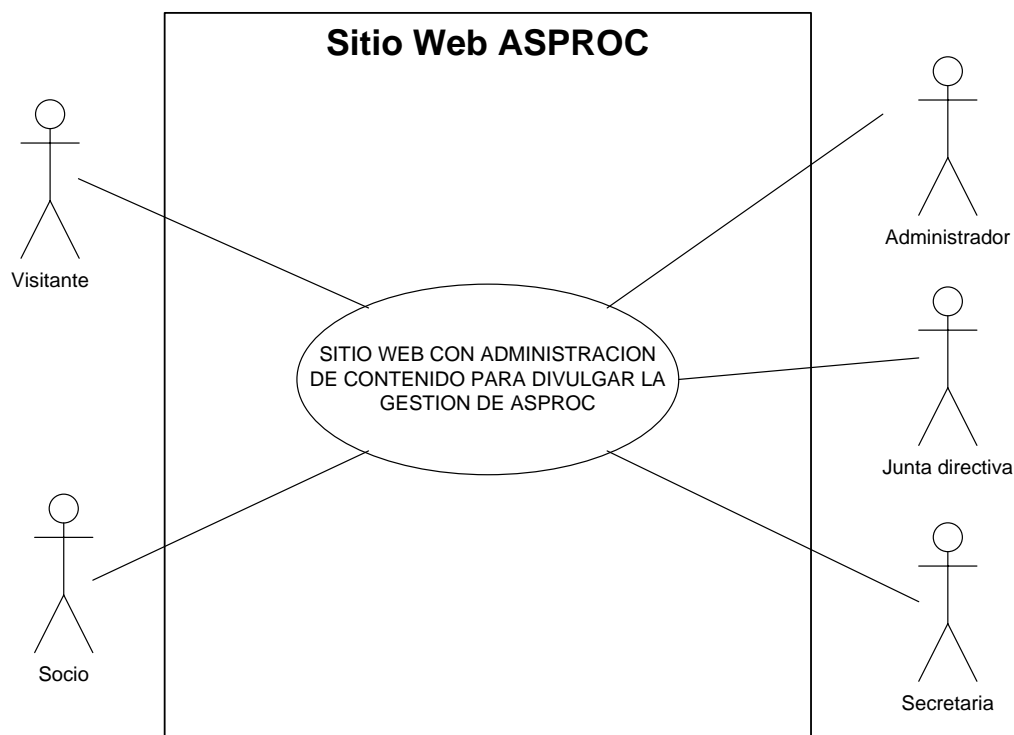 Sitio Web ASPROC
Visitante
Administrador
SITIO WEB CON ADMINISTRACION
DE CONTENIDO PARA DIVULGAR LA
GESTION DE ASPROC
Junta directiva
Socio
Secretaria